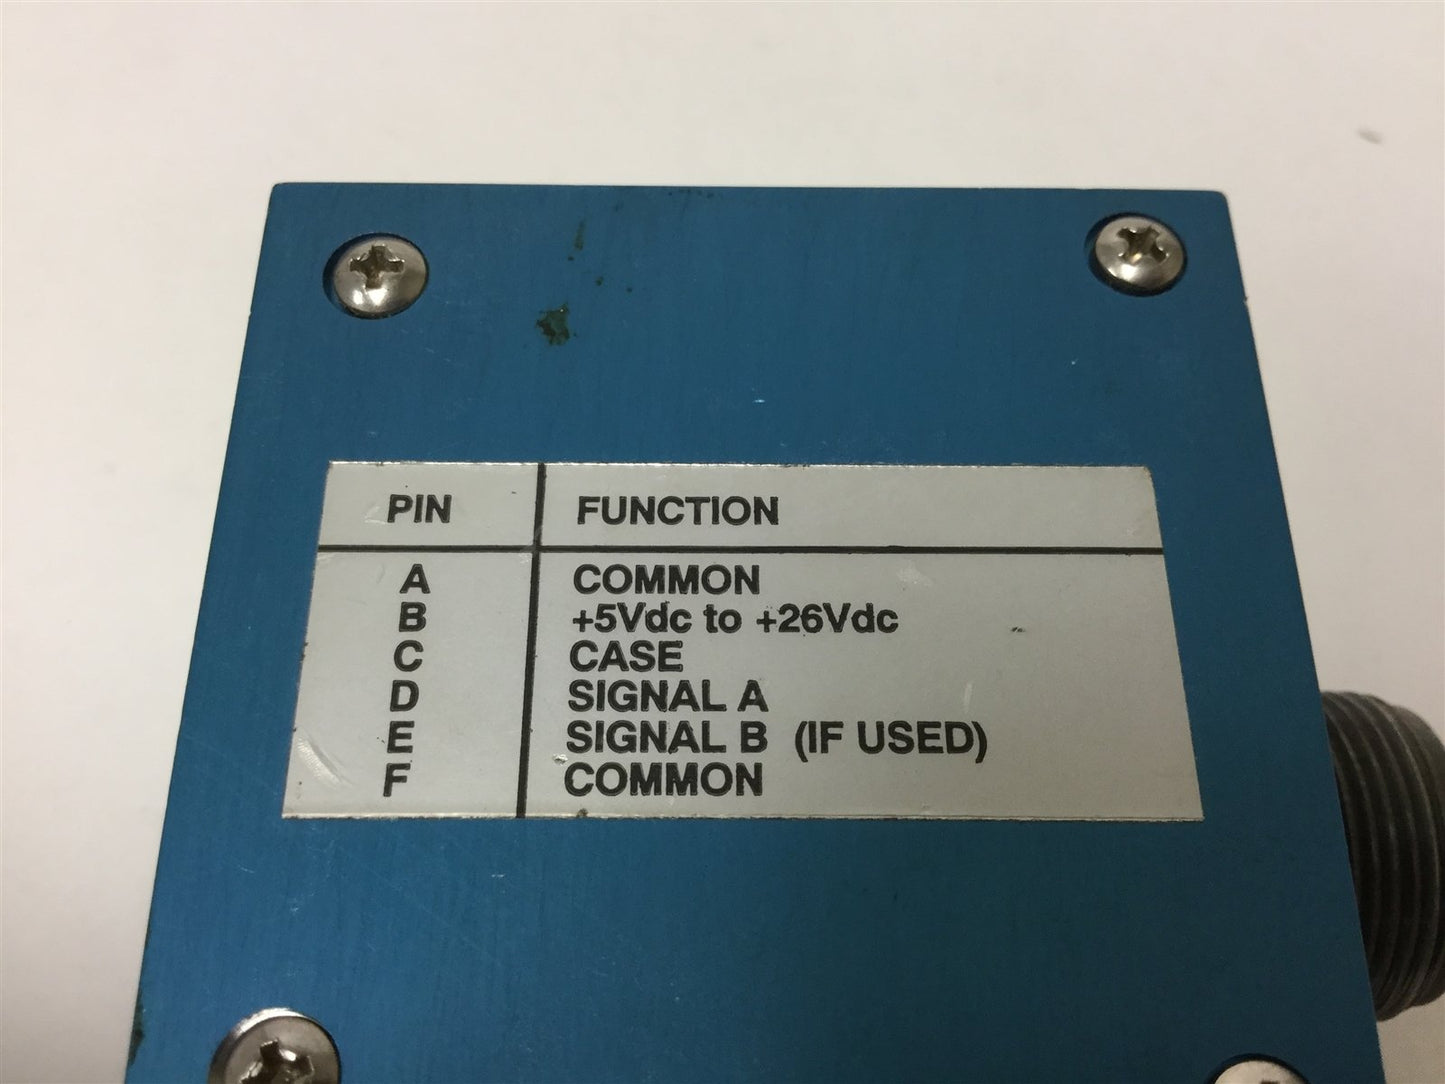 PIN FUNCTION
A COMMON
B +5Vdc to +26Vdc
C CASE
D SIGNAL A
E SIGNAL B (IF USED)
F COMMON